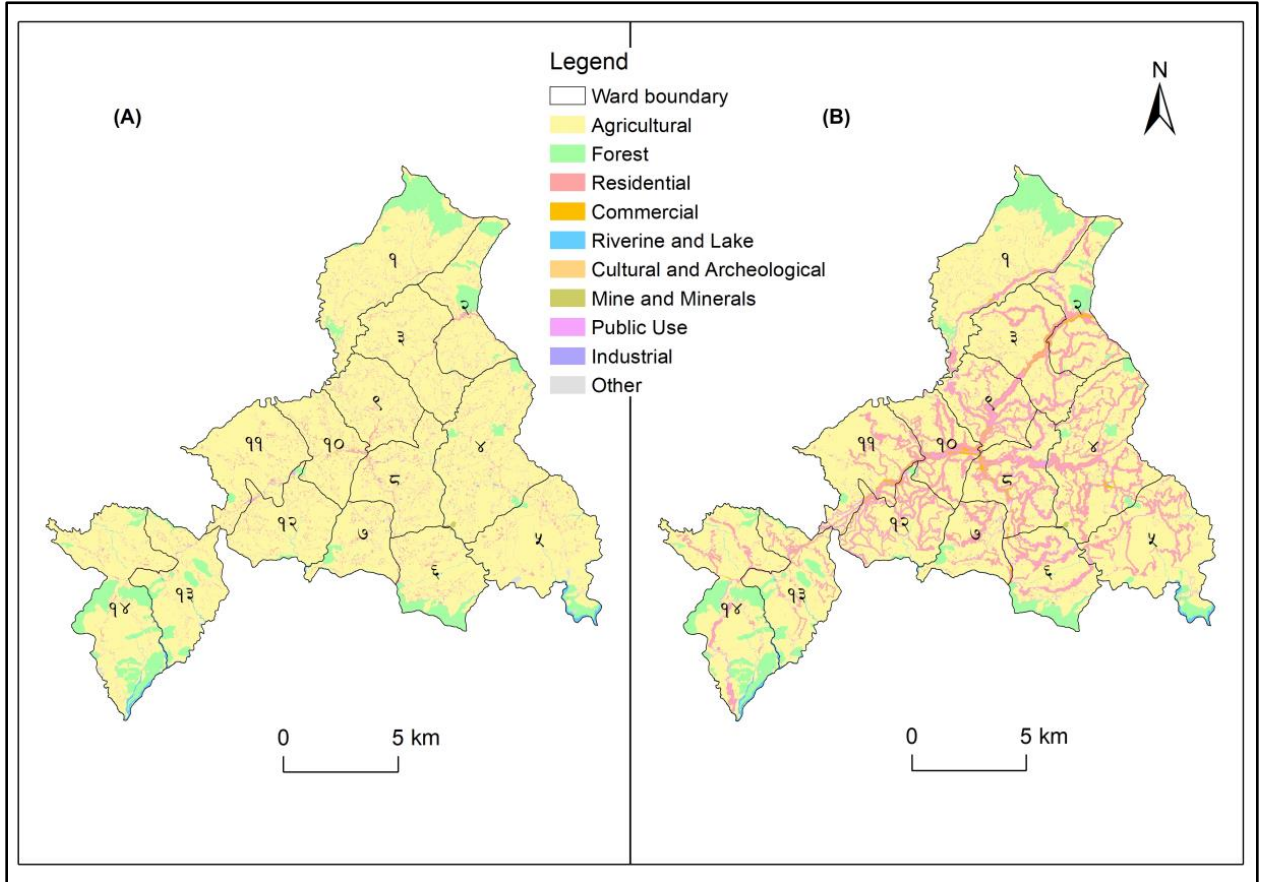 Legend
Ward boundary
Agricultural
Forest
Residential
Commercial
Riverine and Lake
Cultural and Archeological
Mine and Minerals
Public Use
Industrial
Other
(A)
१
२
३
९
११
१०
४
८
१२
७
५
६
१४
१३
0 5 km
(B)
N
१
२
३
९
११
१०
४
८
१२
७
५
६
१४
१३
0 5 km